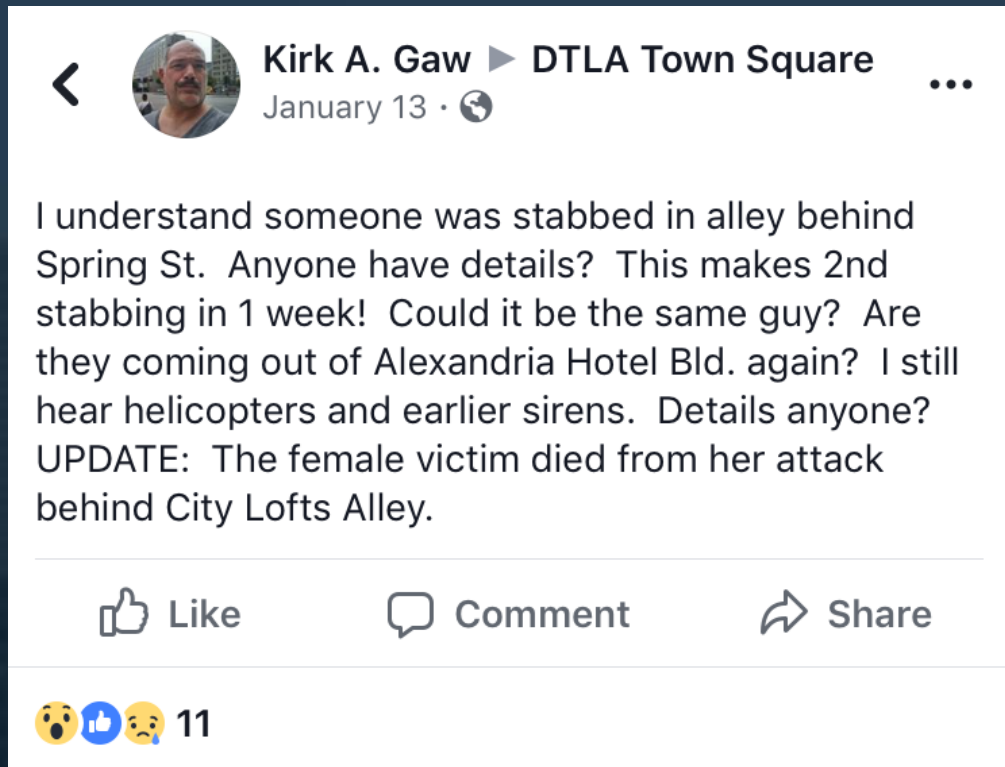 Kirk A. Gaw ▶ DTLA Town Square
January 13 ·
I understand someone was stabbed in alley behind
Spring St.  Anyone have details?  This makes 2nd
stabbing in 1 week!  Could it be the same guy?  Are
they coming out of Alexandria Hotel Bld. again?  I still
hear helicopters and earlier sirens.  Details anyone?
UPDATE:  The female victim died from her attack
behind City Lofts Alley.
Like Comment Share
11